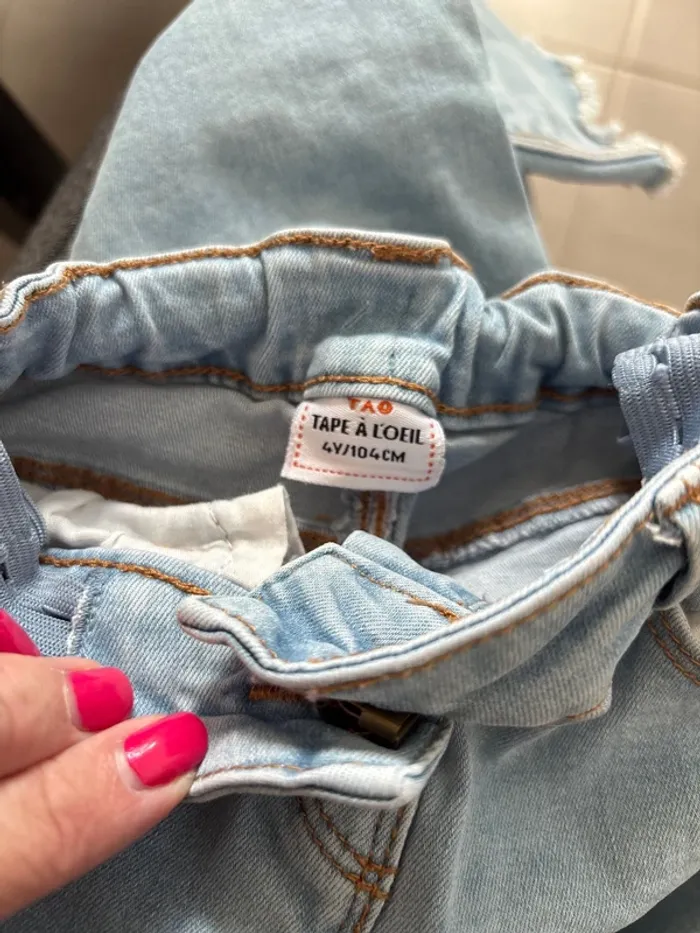 TAO
TAPE À L'OEIL
4Y/104CM